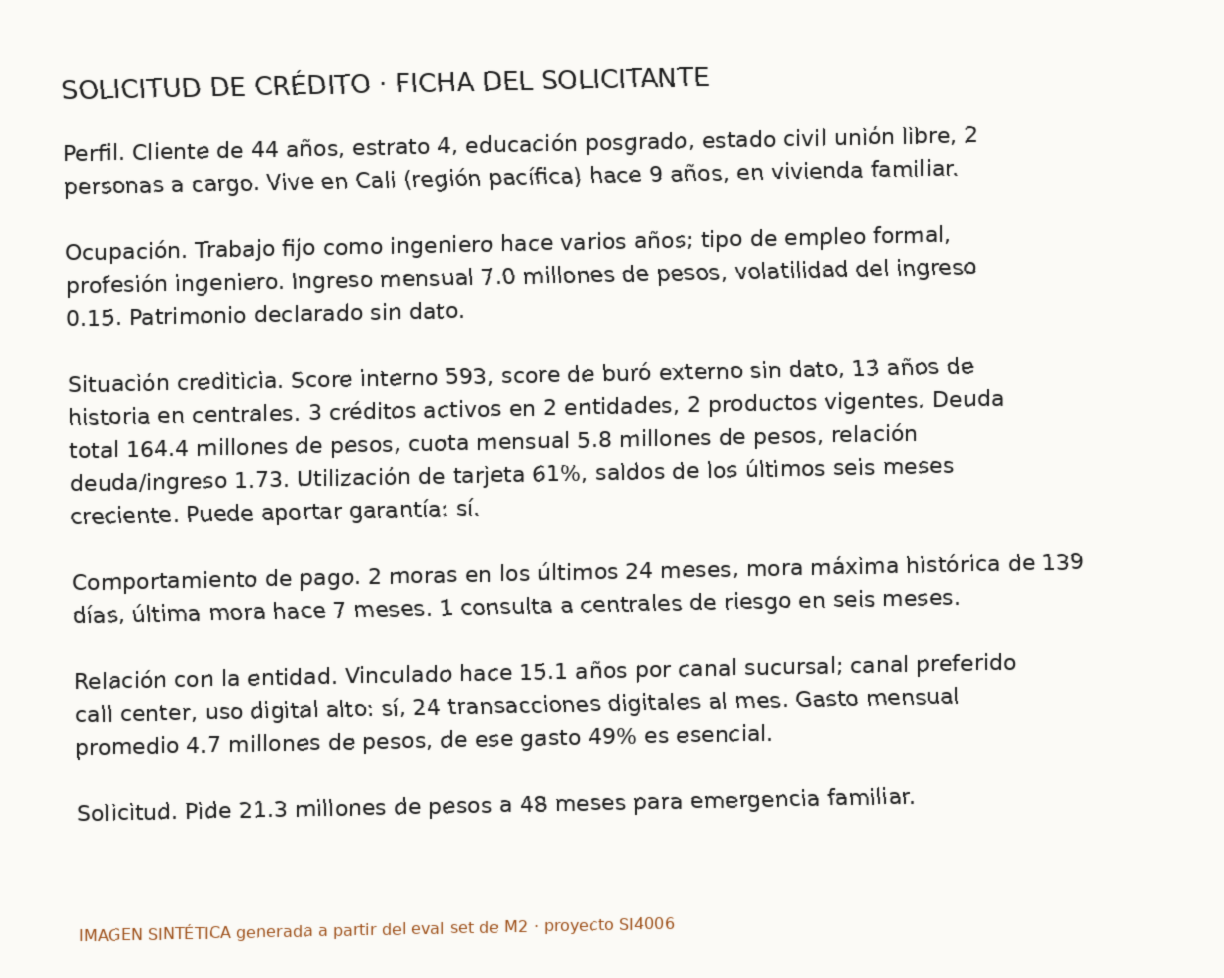 SOLICITUD DE CRÉDITO · FICHA DEL SOLICITANTE
Perfil. Cliente de 44 años, estrato 4, educación posgrado, estado civil unión libre, 2
personas a cargo. Vive en Cali (región pacífica) hace 9 años, en vivienda familiar.
Ocupación. Trabajo fijo como ingeniero hace varios años; tipo de empleo formal,
profesión ingeniero. Ingreso mensual 7.0 millones de pesos, volatilidad del ingreso
0.15. Patrimonio declarado sin dato.
Situación crediticia. Score interno 593, score de buró externo sin dato, 13 años de
historia en centrales. 3 créditos activos en 2 entidades, 2 productos vigentes. Deuda
total 164.4 millones de pesos, cuota mensual 5.8 millones de pesos, relación
deuda/ingreso 1.73. Utilización de tarjeta 61%, saldos de los últimos seis meses
creciente. Puede aportar garantía: sí.
Comportamiento de pago. 2 moras en los últimos 24 meses, mora máxima histórica de 139
días, última mora hace 7 meses. 1 consulta a centrales de riesgo en seis meses.
Relación con la entidad. Vinculado hace 15.1 años por canal sucursal; canal preferido
call center, uso digital alto: sí, 24 transacciones digitales al mes. Gasto mensual
promedio 4.7 millones de pesos, de ese gasto 49% es esencial.
Solicitud. Pide 21.3 millones de pesos a 48 meses para emergencia familiar.
IMAGEN SINTÉTICA generada a partir del eval set de M2 · proyecto SI4006